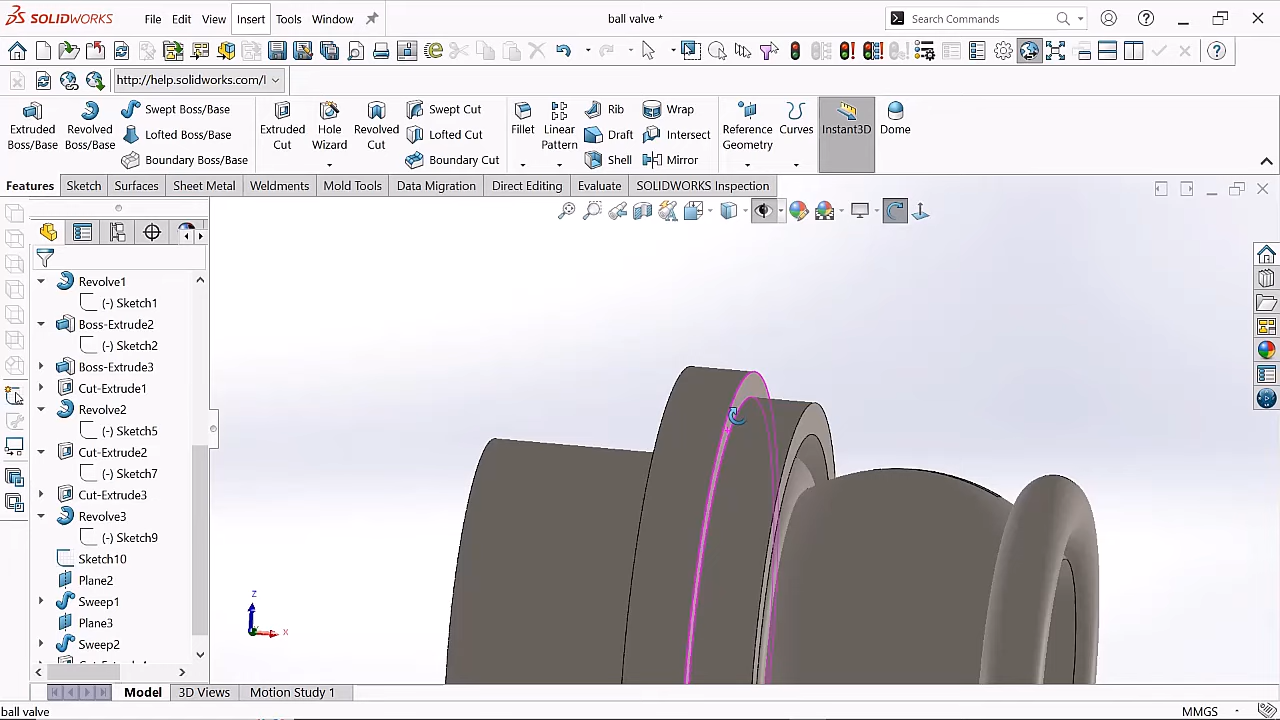 SOLIDWORKS File Edit View Insert Tools Window ball valve * Search Commands
http://help.solidworks.com/
Extruded Boss/Base
Revolved Boss/Base
Swept Boss/Base
Lofted Boss/Base
Boundary Boss/Base
Extruded Cut
Hole Wizard
Revolved Cut
Swept Cut
Lofted Cut
Boundary Cut
Fillet
Linear Pattern
Rib
Draft
Shell
Wrap
Intersect
Mirror
Reference Geometry
Curves
Instant3D
Dome
Features Sketch Surfaces Sheet Metal Weldments Mold Tools Data Migration Direct Editing Evaluate SOLIDWORKS Inspection
Revolve1
(-) Sketch1
Boss-Extrude2
(-) Sketch2
Boss-Extrude3
Cut-Extrude1
Revolve2
(-) Sketch5
Cut-Extrude2
(-) Sketch7
Cut-Extrude3
Revolve3
(-) Sketch9
Sketch10
Plane2
Sweep1
Plane3
Sweep2
z
x
Model 3D Views Motion Study 1
ball valve MMGS